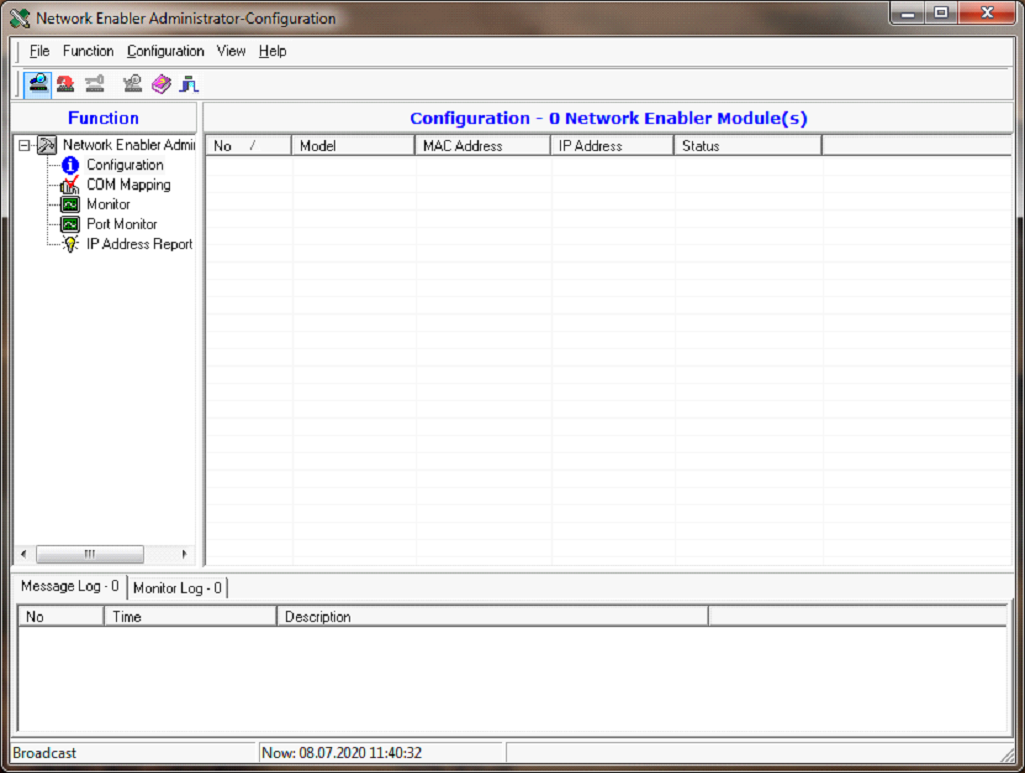 Network Enabler Administrator-Configuration
File Function Configuration View Help
Function
Configuration - 0 Network Enabler Module(s)
No / Model MAC Address IP Address Status
Network Enabler Admi
Configuration
COM Mapping
Monitor
Port Monitor
IP Address Report
Message Log - 0 Monitor Log - 0
No Time Description
Broadcast Now: 08.07.2020 11:40:32